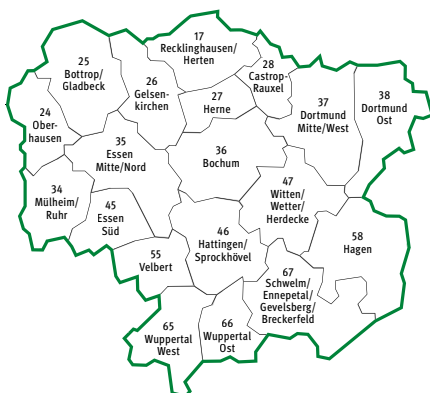 17
Recklinghausen/
Herten
25
Bottrop/
Gladbeck
28
Castrop-
Rauxel
26
Gelsen-
kirchen
27
Herne
37
Dortmund
Mitte/West
38
Dortmund
Ost
24
Ober-
hausen
35
Essen
Mitte/Nord
36
Bochum
34
Mülheim/
Ruhr
45
Essen
Süd
47
Witten/
Wetter/
Herdecke
46
Hattingen/
Sprockhövel
58
Hagen
55
Velbert
67
Schwelm/
Ennepetal/
Gevelsberg/
Breckerfeld
65
Wuppertal
West
66
Wuppertal
Ost